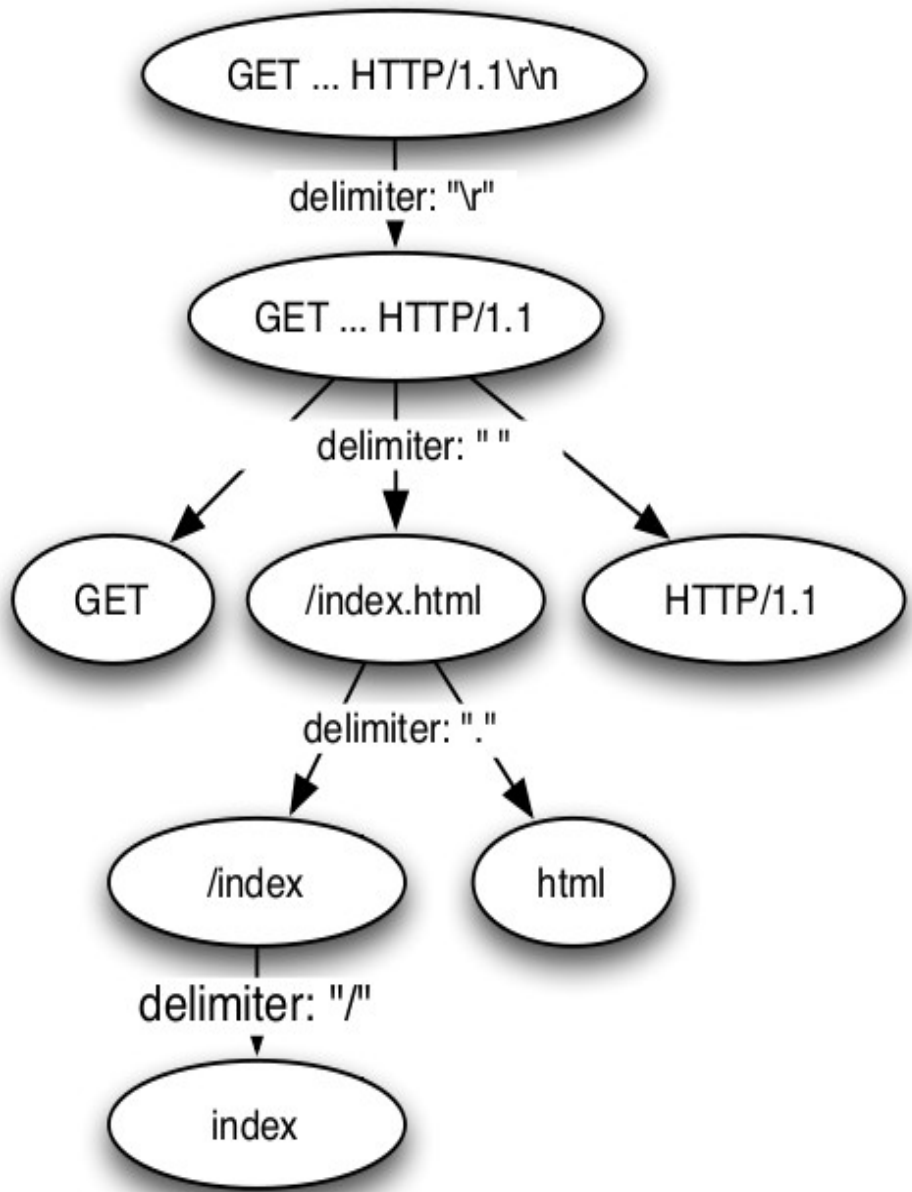 GET ... HTTP/1.1\r\n
delimiter: "\r"
GET ... HTTP/1.1
delimiter: " "
GET
/index.html
HTTP/1.1
delimiter: "."
/index
html
delimiter: "/"
index